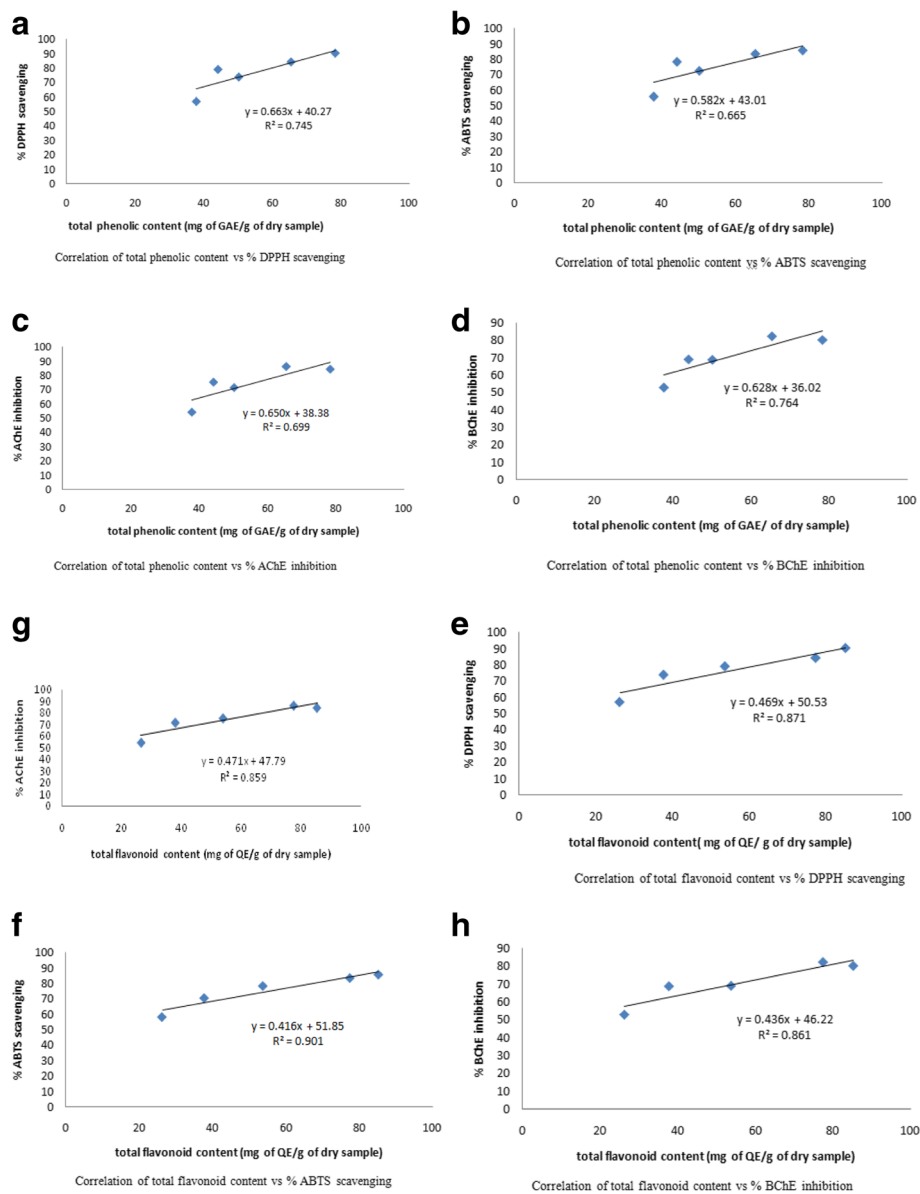 a
100
90
80
70
60
50
40
30
20
10
0
% DPPH scavenging
y = 0.663x + 40.27
R² = 0.745
0 20 40 60 80 100
total phenolic content (mg of GAE/g of dry sample)
Correlation of total phenolic content vs % DPPH scavenging
b
100
90
80
70
60
50
40
30
20
10
0
% ABTS scavenging
y = 0.582x + 43.01
R² = 0.665
0 20 40 60 80 100
total phenolic content (mg of GAE/g of dry sample)
Correlation of total phenolic content vs % ABTS scavenging
c
100
90
80
70
60
50
40
30
20
10
0
% AChE inhibition
y = 0.650x + 38.38
R² = 0.699
0 20 40 60 80 100
total phenolic content (mg of GAE/g of dry sample)
Correlation of total phenolic content vs % AChE inhibition
d
90
80
70
60
50
40
30
20
10
0
% BChE inhibition
y = 0.628x + 36.02
R² = 0.764
0 20 40 60 80 100
total phenolic content (mg of GAE/ of dry sample)
Correlation of total phenolic content vs % BChE inhibition
g
100
90
80
70
60
50
40
30
20
10
0
% AChE inhibition
y = 0.471x + 47.79
R² = 0.859
0 20 40 60 80 100
total flavonoid content (mg of QE/g of dry sample)
e
100
90
80
70
60
50
40
30
20
10
0
% DPPH scavenging
y = 0.469x + 50.53
R² = 0.871
0 20 40 60 80 100
total flavonoid content( mg of QE/ g of dry sample)
Correlation of total flavonoid content vs % DPPH scavenging
f
100
90
80
70
60
50
40
30
20
10
0
% ABTS scavenging
y = 0.416x + 51.85
R² = 0.901
0 20 40 60 80 100
total flavonoid content (mg of QE/g of dry sample)
Correlation of total flavonoid content vs % ABTS scavenging
h
90
80
70
60
50
40
30
20
10
0
% BChE inhibition
y = 0.436x + 46.22
R² = 0.861
0 20 40 60 80 100
total flavonoid content (mg of QE/g of dry sample)
Correlation of total flavonoid content vs % BChE inhibition